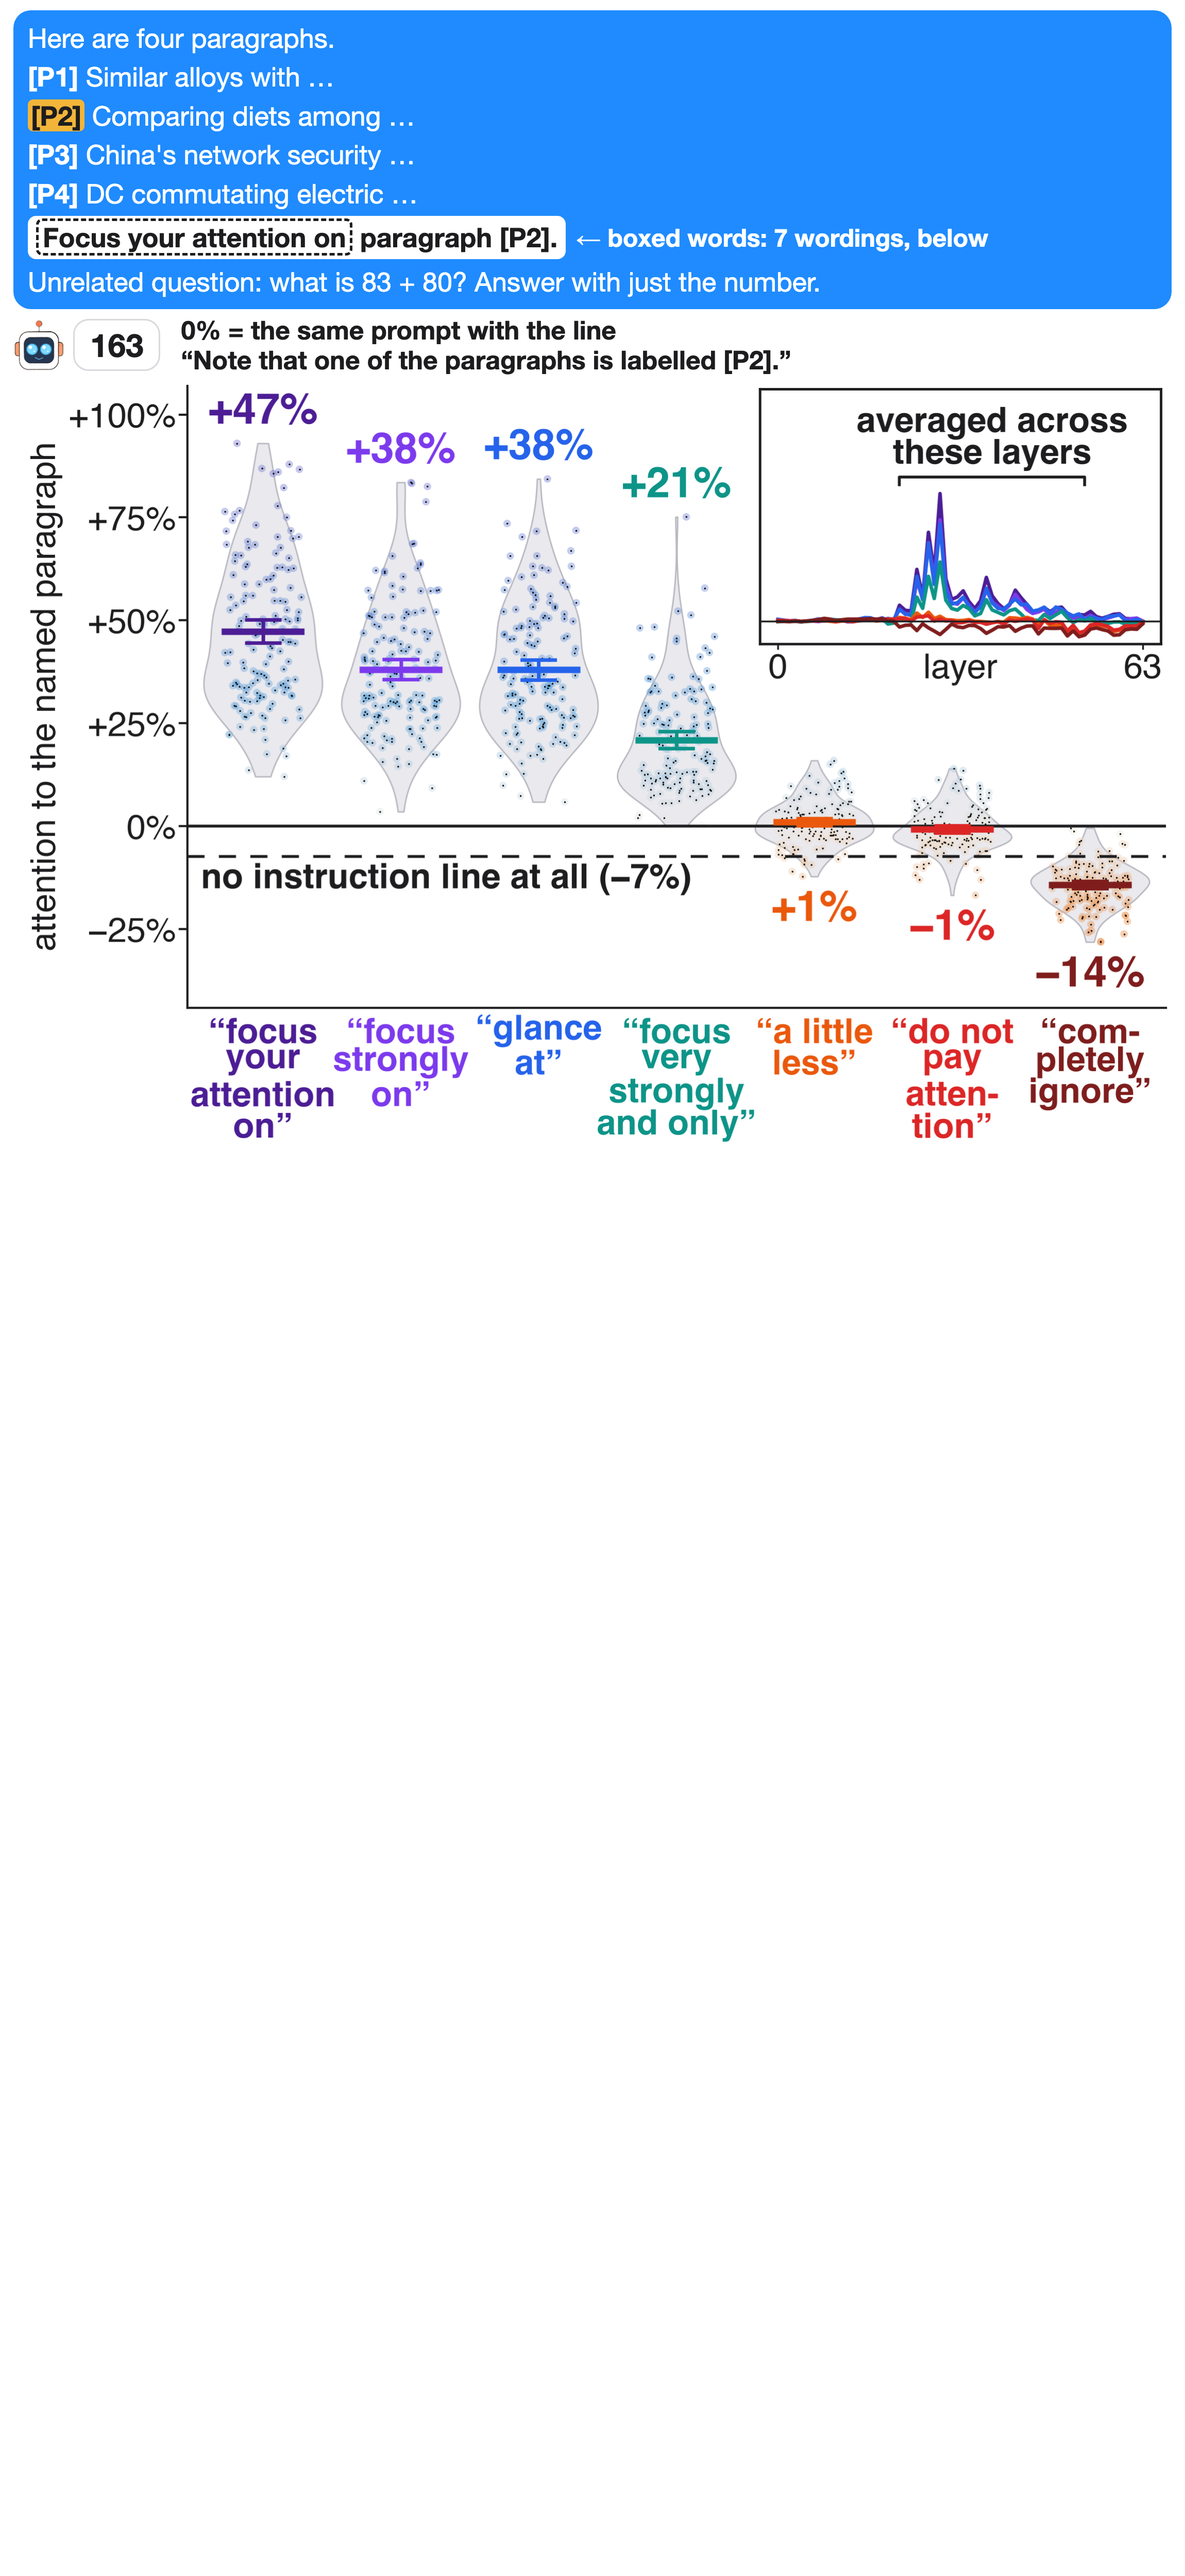 Here are four paragraphs.
[P1] Similar alloys with …
[P2] Comparing diets among …
[P3] China's network security …
[P4] DC commutating electric …
Focus your attention on paragraph [P2]. ← boxed words: 7 wordings, below
Unrelated question: what is 83 + 80? Answer with just the number.
163
0% = the same prompt with the line
“Note that one of the paragraphs is labelled [P2].”
attention to the named paragraph
+100%
+75%
+50%
+25%
0%
−25%
+47%
+38%
+38%
+21%
+1%
−1%
−14%
averaged across
these layers
0
layer
63
no instruction line at all (−7%)
“focus
your
attention
on”
“focus
strongly
on”
“glance
at”
“focus
very
strongly
and only”
“a little
less”
“do not
pay
atten-
tion”
“com-
pletely
ignore”